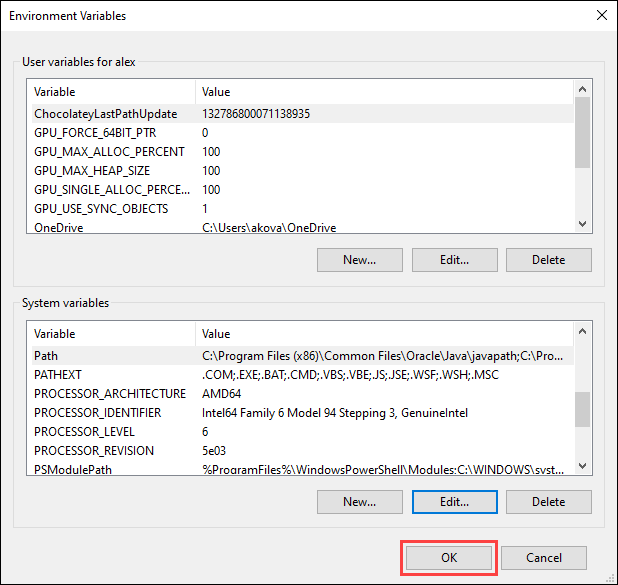 Environment Variables
User variables for alex
Variable Value
ChocolateyLastPathUpdate 132786800071138935
GPU_FORCE_64BIT_PTR 0
GPU_MAX_ALLOC_PERCENT 100
GPU_MAX_HEAP_SIZE 100
GPU_SINGLE_ALLOC_PERCE... 100
GPU_USE_SYNC_OBJECTS 1
OneDrive C:\Users\akova\OneDrive
New... Edit... Delete
System variables
Variable Value
Path C:\Program Files (x86)\Common Files\Oracle\Java\javapath;C:\Pro...
PATHEXT .COM;.EXE;.BAT;.CMD;.VBS;.VBE;.JS;.JSE;.WSF;.WSH;.MSC
PROCESSOR_ARCHITECTURE AMD64
PROCESSOR_IDENTIFIER Intel64 Family 6 Model 94 Stepping 3, GenuineIntel
PROCESSOR_LEVEL 6
PROCESSOR_REVISION 5e03
PSModulePath %ProgramFiles%\WindowsPowerShell\Modules;C:\WINDOWS\syst...
New... Edit... Delete
OK Cancel